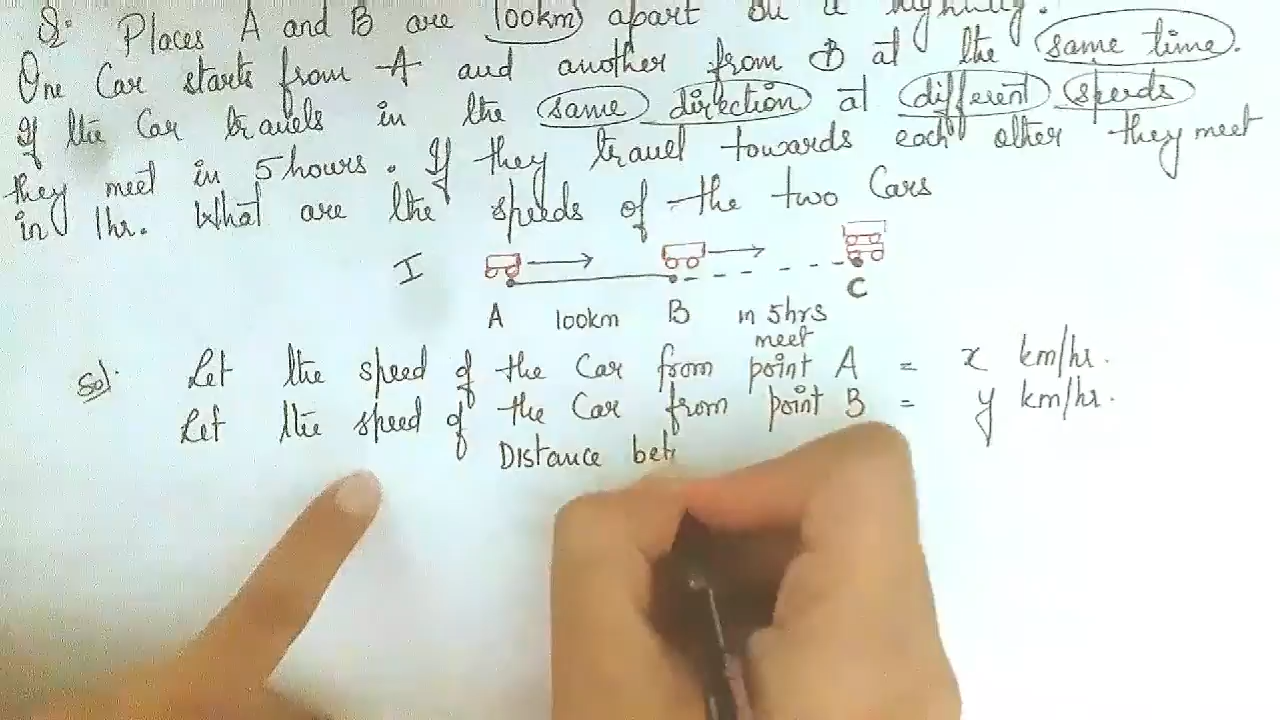 Q: Places A and B are 100km apart on a highway.
One Car starts from A and another from B at the same time.
If the Car travels in the same direction at different speeds
they meet in 5 hours. If they travel towards each other they meet
in 1hr. What are the speeds of the two Cars
I
A 100km B in 5hrs C
meet
Sol. Let the speed of the Car from point A = x km/hr.
Let the speed of the Car from point B = y km/hr.
Distance bet